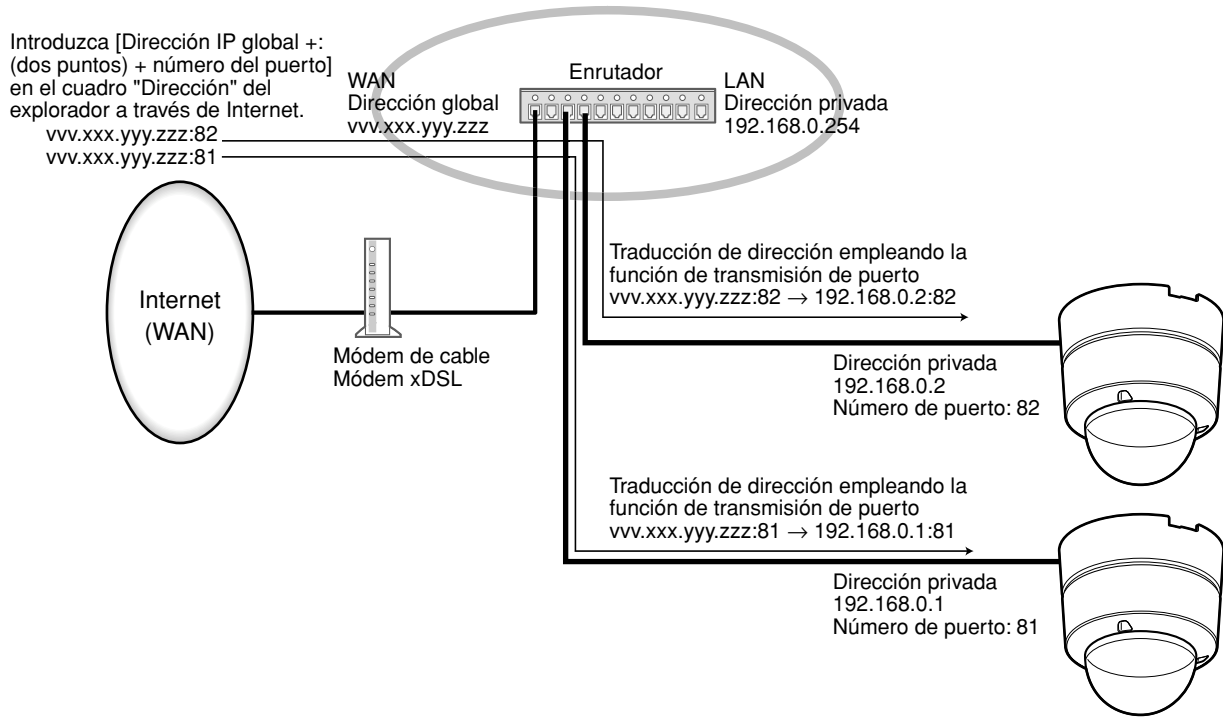 Introduzca [Dirección IP global +:
(dos puntos) + número del puerto]
en el cuadro "Dirección" del
explorador a través de Internet.
vvv.xxx.yyy.zzz:82
vvv.xxx.yyy.zzz:81
WAN
Dirección global
vvv.xxx.yyy.zzz
Enrutador
LAN
Dirección privada
192.168.0.254
Internet
(WAN)
Módem de cable
Módem xDSL
Traducción de dirección empleando la
función de transmisión de puerto
vvv.xxx.yyy.zzz:82 → 192.168.0.2:82
Dirección privada
192.168.0.2
Número de puerto: 82
Traducción de dirección empleando la
función de transmisión de puerto
vvv.xxx.yyy.zzz:81 → 192.168.0.1:81
Dirección privada
192.168.0.1
Número de puerto: 81